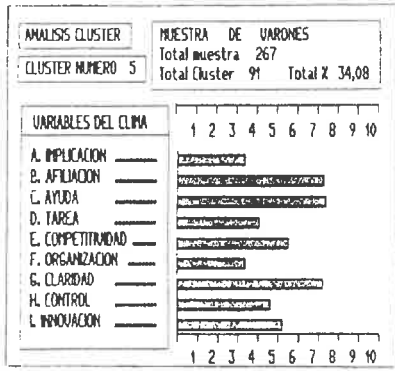 ANALISIS CLUSTER
CLUSTER NUMERO 5
MUESTRA DE VARONES
Total muestra 267
Total Cluster 91 Total % 34,08
VARIABLES DEL CLIMA
1 2 3 4 5 6 7 8 9 10
A. IMPLICACION
B. AFILIACION
C. AYUDA
D. TAREA
E. COMPETITIVIDAD
F. ORGANIZACION
G. CLARIDAD
H. CONTROL
I. INNOVACION
1 2 3 4 5 6 7 8 9 10